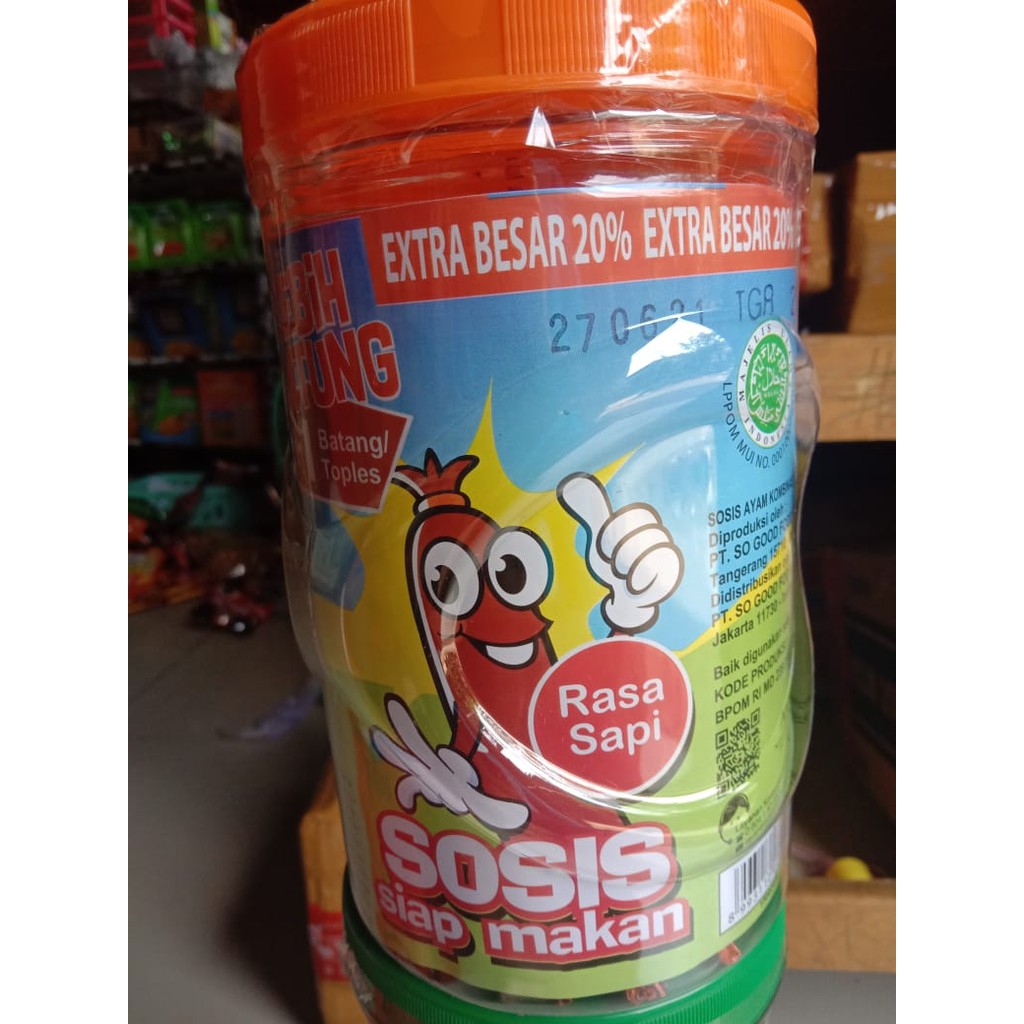 EXTRA BESAR 20% EXTRA BESAR 20%
270621 TGR
Batang/
Toples
LPPOM MUI NO.
SOSIS AYAM
Diproduksi oleh
PT. SO GOOD
Tangerang
Didistribusikan
PT. SO GOOD
Jakarta 11730
Baik digunakan
KODE PRODUKSI
BPOM RI MD
Rasa
Sapi
SOSIS
siap makan